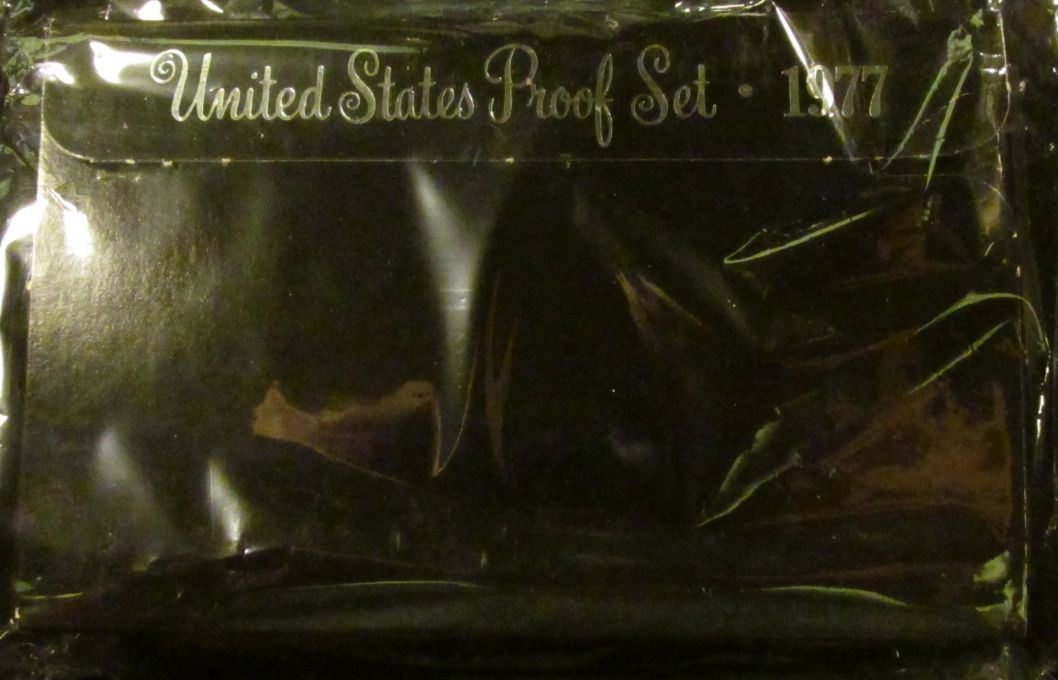 United States Proof Set • 1977